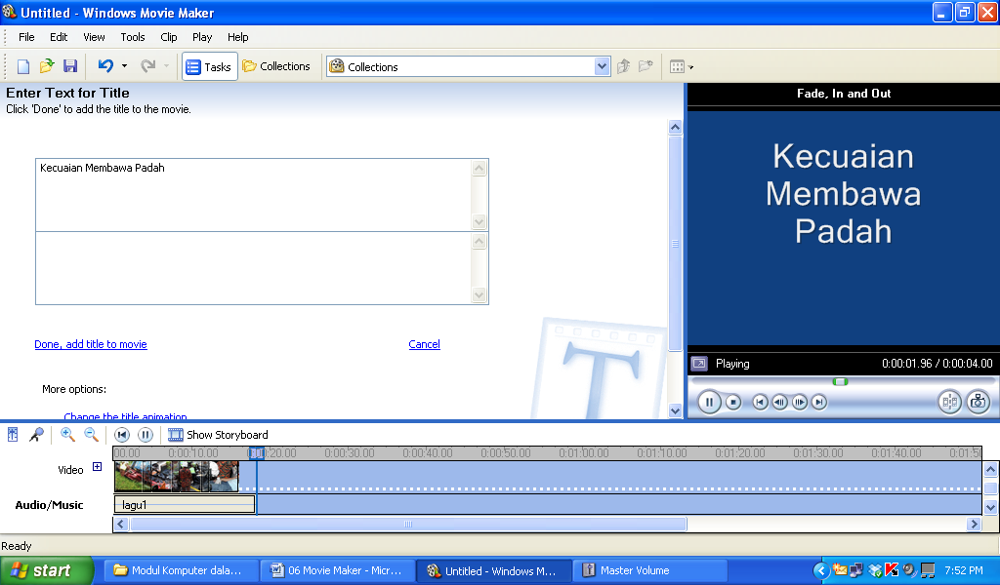 Untitled - Windows Movie Maker
File Edit View Tools Clip Play Help
Tasks Collections Collections
Enter Text for Title
Click 'Done' to add the title to the movie.
Kecuaian Membawa Padah
Done, add title to movie Cancel
More options:
Change the title animation
Fade, In and Out
Kecuaian
Membawa
Padah
Playing 0:00:01.96 / 0:00:04.00
Show Storyboard
00.00 0:00:10.00 20.00 0:00:30.00 0:00:40.00 0:00:50.00 0:01:00.00 0:01:10.00 0:01:20.00 0:01:30.00 0:01:40.00 0:01:50
Video
Audio/Music lagu1
Ready
start Modul Komputer dala... 06 Movie Maker - Micr... Untitled - Windows M... Master Volume 7:52 PM